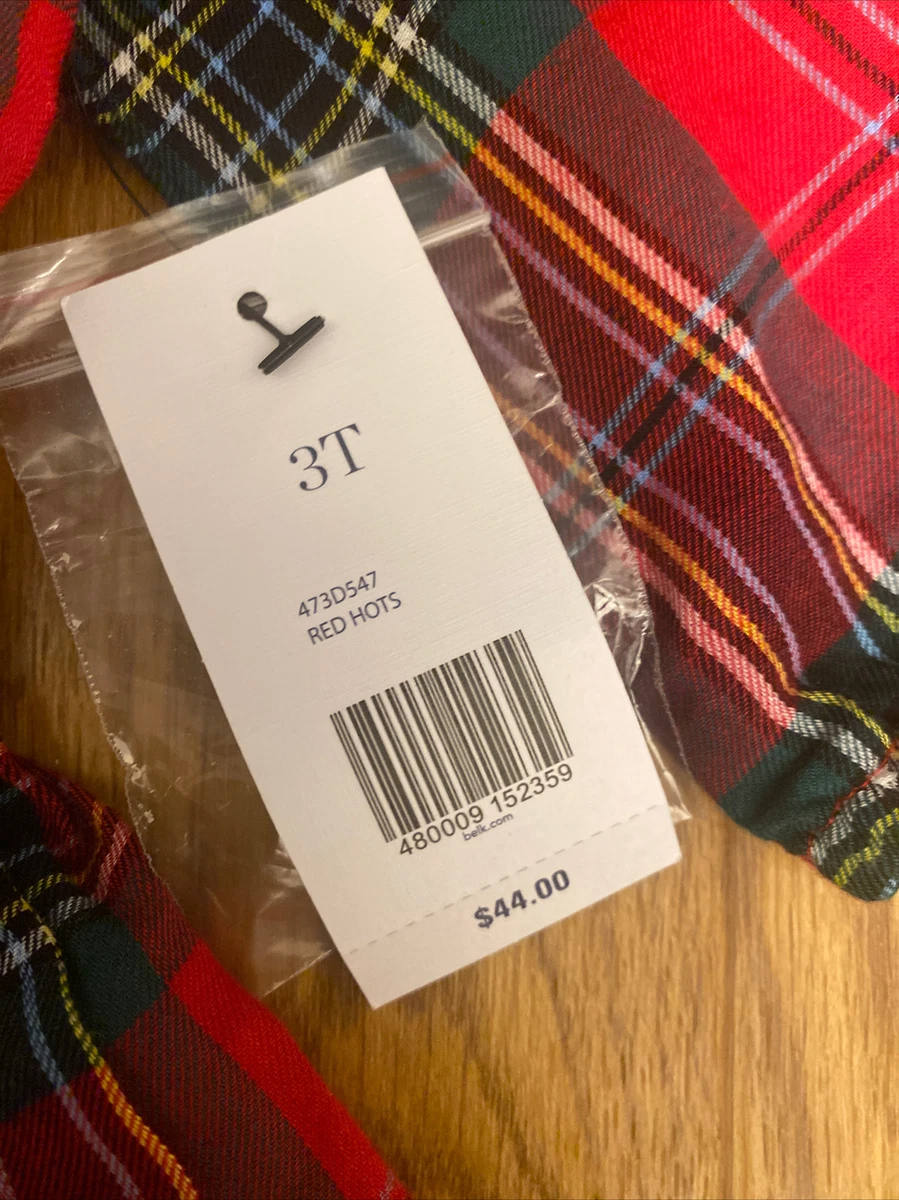 3T
473D547
RED HOTS
480009 152359
belk.com
$44.00